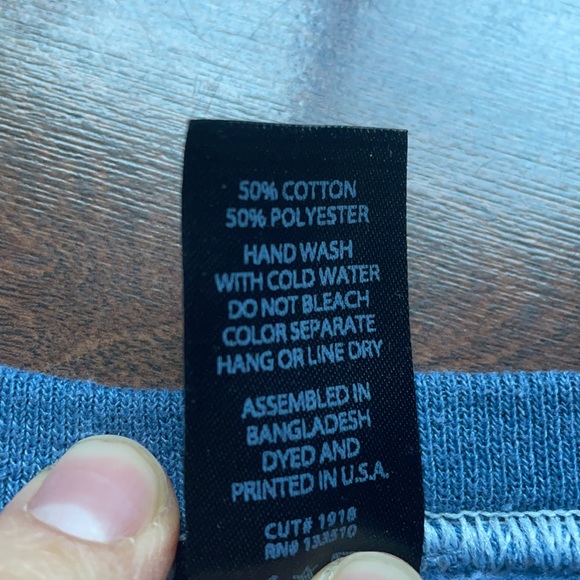 50% COTTON
50% POLYESTER
HAND WASH
WITH COLD WATER
DO NOT BLEACH
COLOR SEPARATE
HANG OR LINE DRY
ASSEMBLED IN
BANGLADESH
DYED AND
PRINTED IN U.S.A.
CUT# 1918
RN# 133510